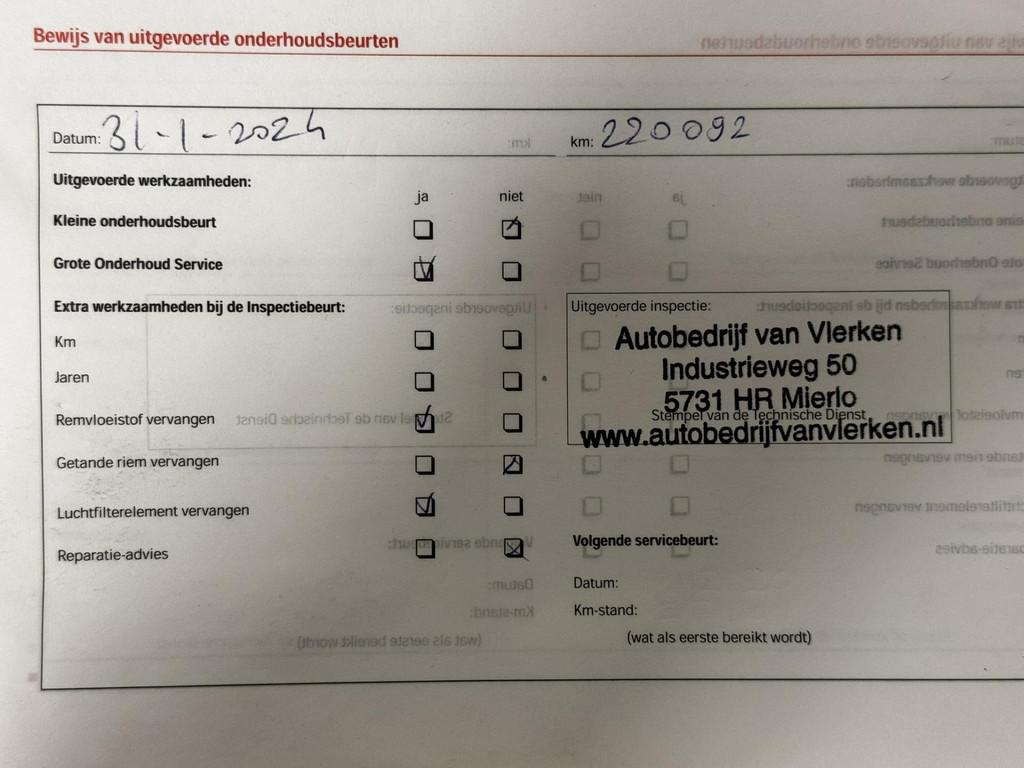 Bewijs van uitgevoerde onderhoudsbeurten
Datum: 31-1-2024
km: 220092
Uitgevoerde werkzaamheden:
ja niet
Kleine onderhoudsbeurt
Grote Onderhoud Service
Extra werkzaamheden bij de Inspectiebeurt:
Km
Jaren
Remvloeistof vervangen
Getande riem vervangen
Luchtfilterelement vervangen
Reparatie-advies
Uitgevoerde inspectie:
Autobedrijf van Vlerken
Industrieweg 50
5731 HR Mierlo
Stempel van de Technische Dienst
www.autobedrijfvanvlerken.nl
Volgende servicebeurt:
Datum:
Km-stand:
(wat als eerste bereikt wordt)